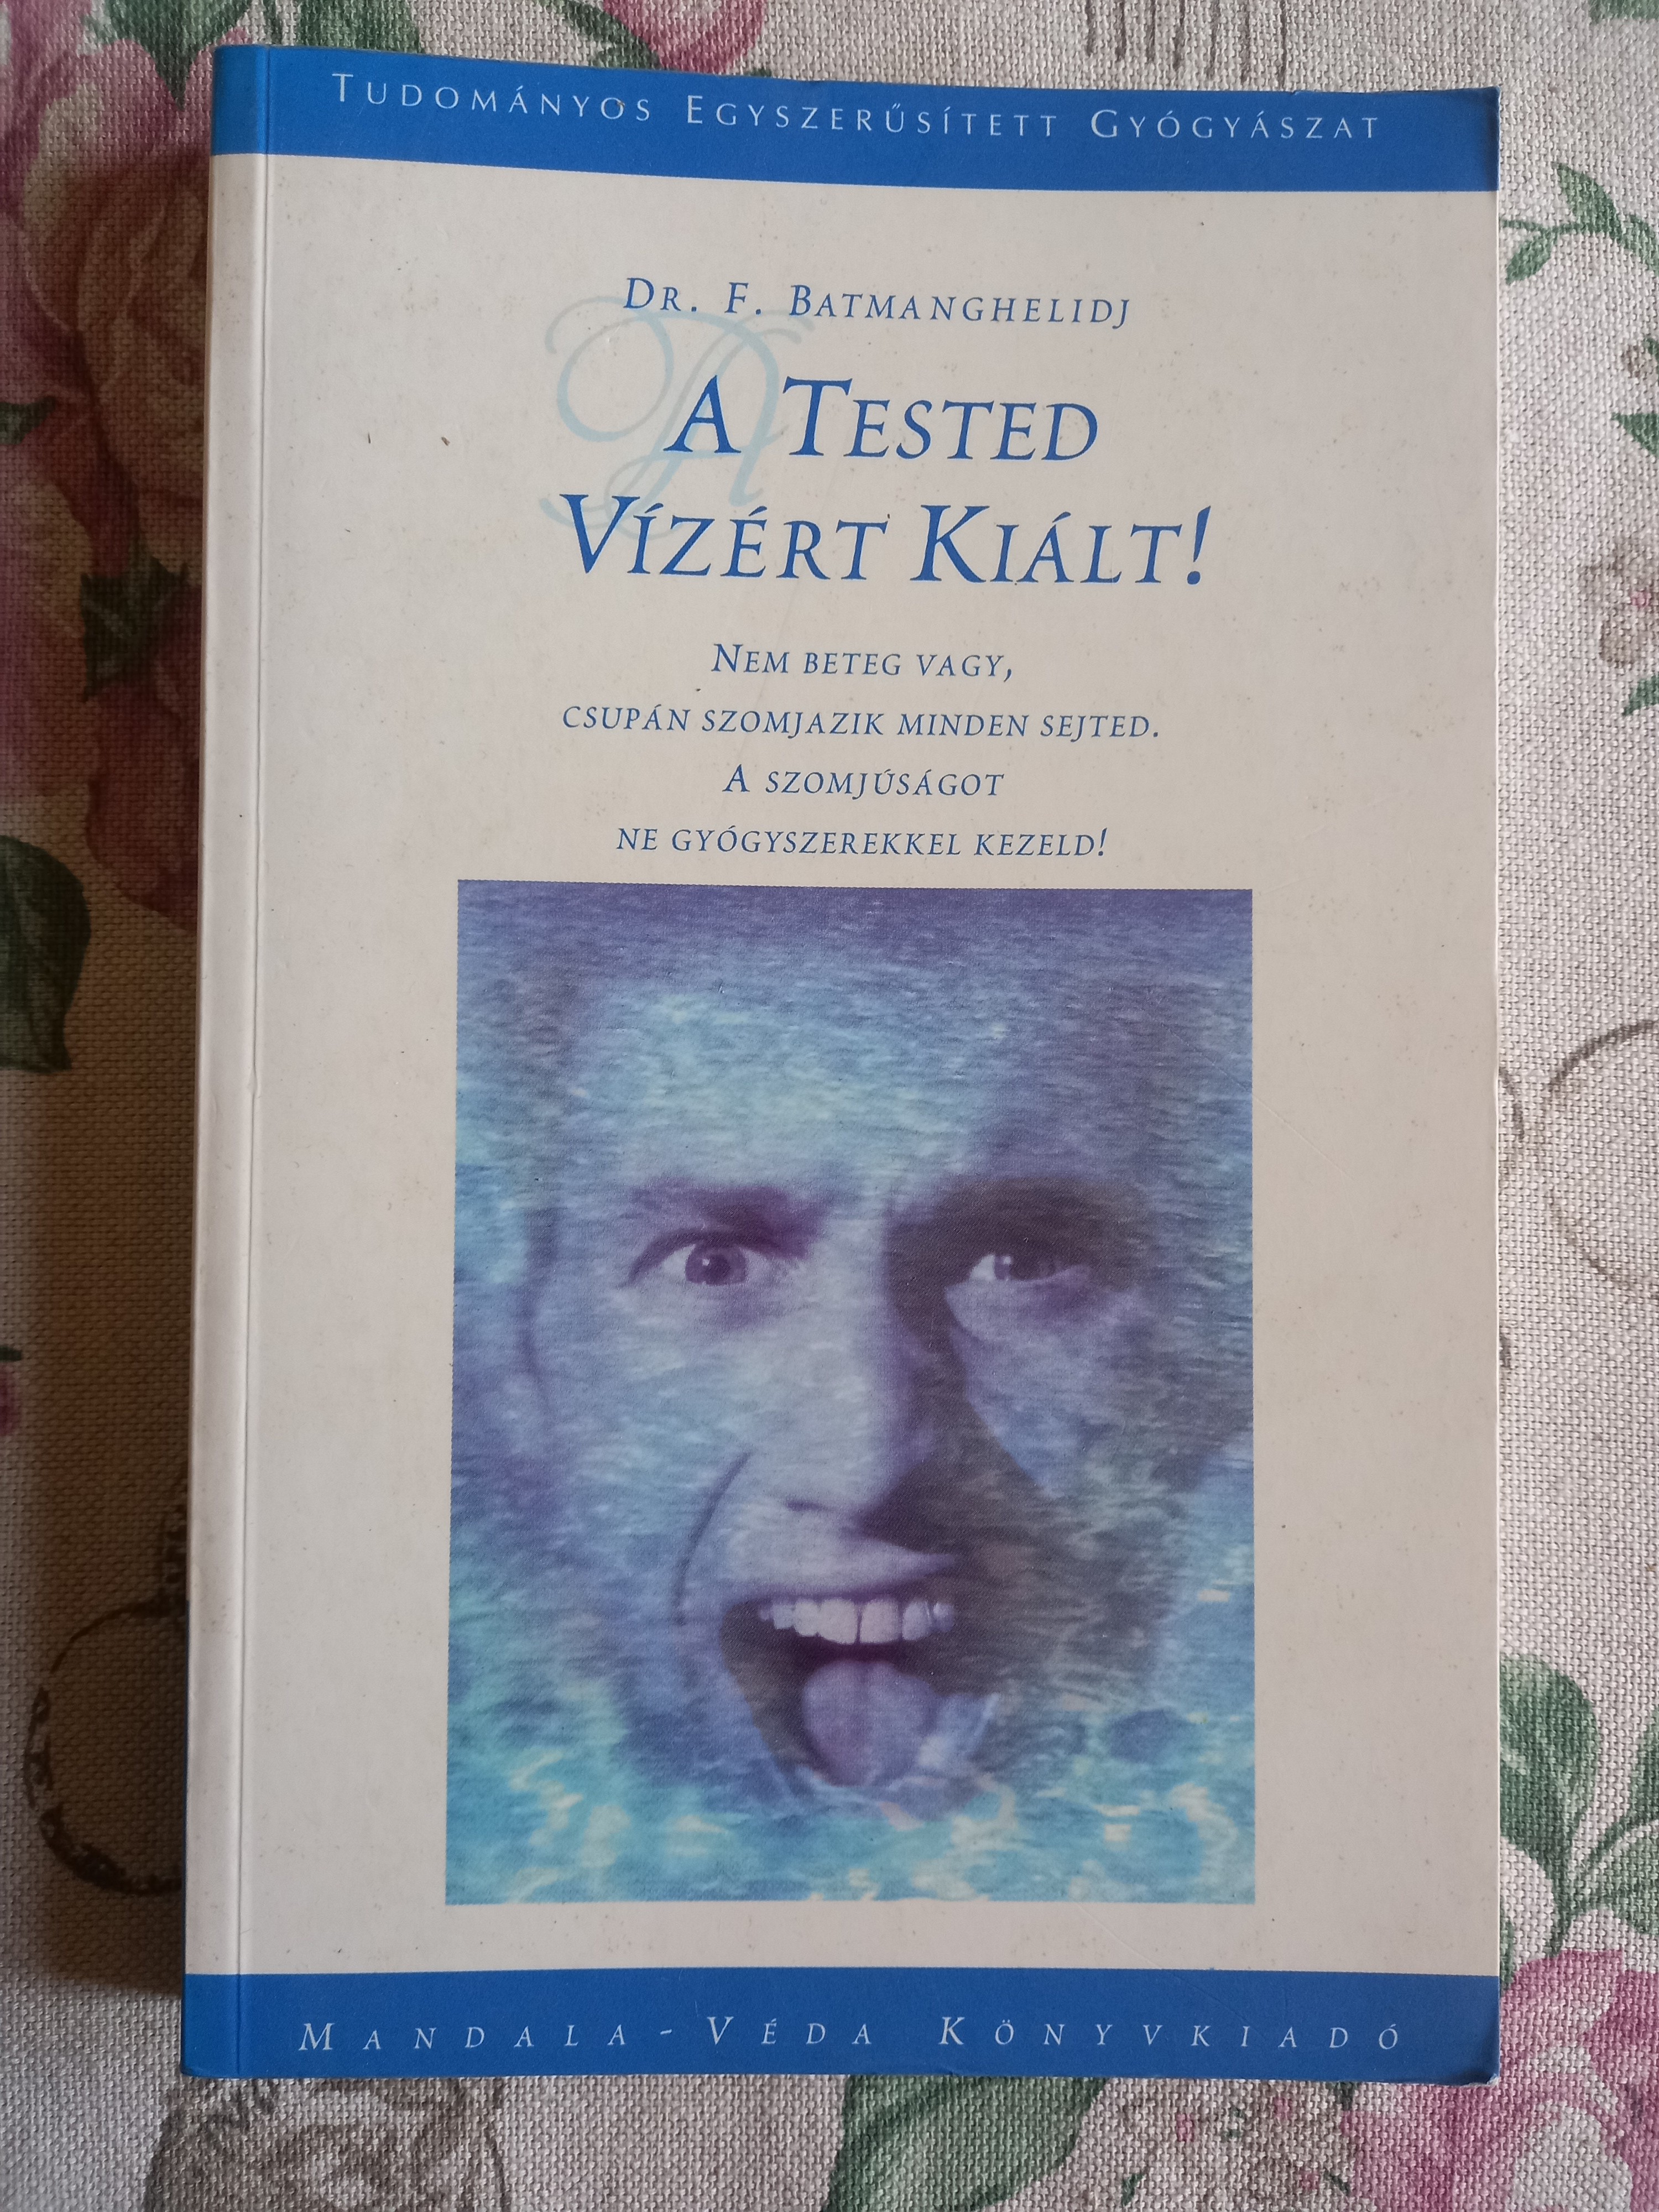 TUDOMÁNYOS EGYSZERŰSÍTETT GYÓGYÁSZAT
DR. F. BATMANGHELIDJ
A TESTED
VÍZÉRT KIÁLT!
NEM BETEG VAGY,
CSUPÁN SZOMJAZIK MINDEN SEJTED.
A SZOMJÚSÁGOT
NE GYÓGYSZEREKKEL KEZELD!
MANDALA-VÉDA KÖNYVKIADÓ